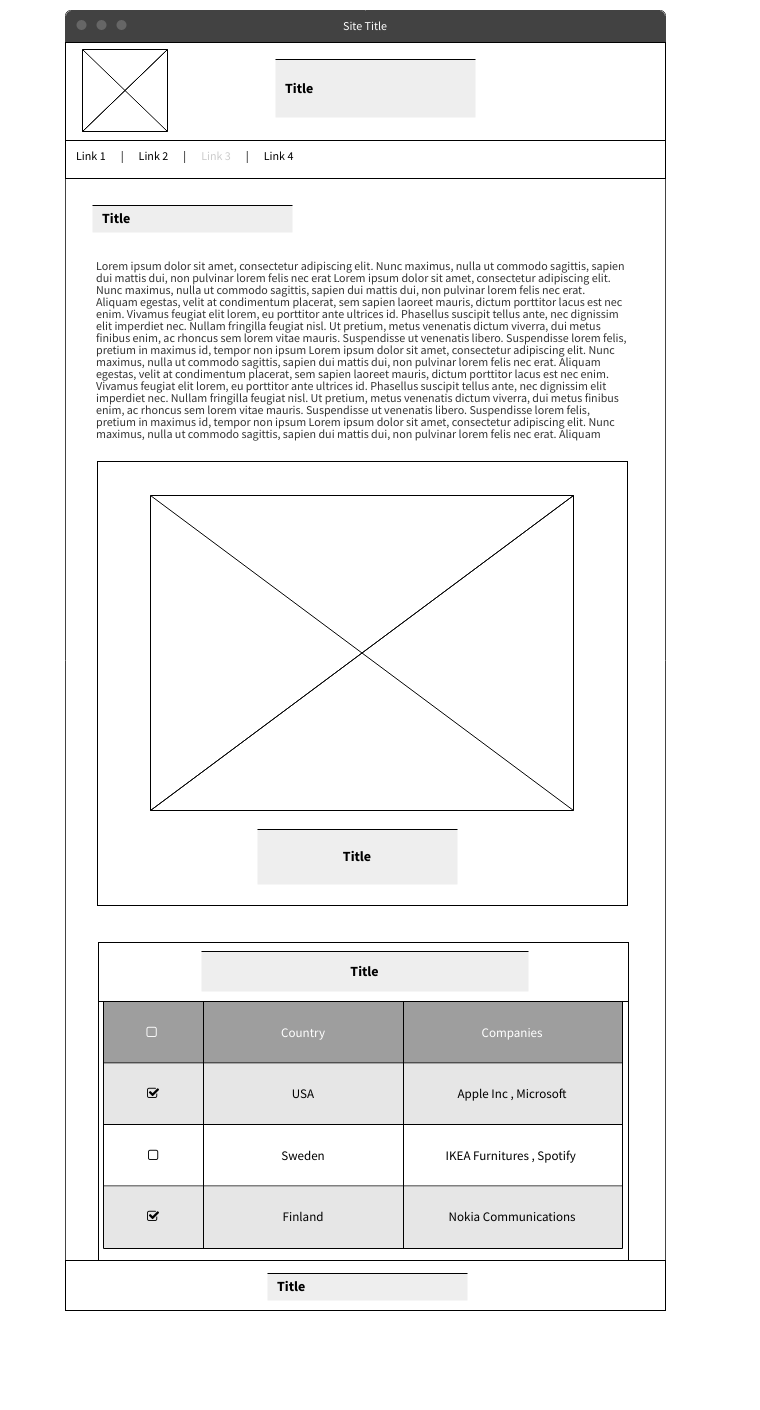 Site Title
Title
Link 1 | Link 2 | Link 3 | Link 4
Title
Lorem ipsum dolor sit amet, consectetur adipiscing elit. Nunc maximus, nulla ut commodo sagittis, sapien
dui mattis dui, non pulvinar lorem felis nec erat Lorem ipsum dolor sit amet, consectetur adipiscing elit.
Nunc maximus, nulla ut commodo sagittis, sapien dui mattis dui, non pulvinar lorem felis nec erat.
Aliquam egestas, velit at condimentum placerat, sem sapien laoreet mauris, dictum porttitor lacus est nec
enim. Vivamus feugiat elit lorem, eu porttitor ante ultrices id. Phasellus suscipit tellus ante, nec dignissim
elit imperdiet nec. Nullam fringilla feugiat nisl. Ut pretium, metus venenatis dictum viverra, dui metus
finibus enim, ac rhoncus sem lorem vitae mauris. Suspendisse ut venenatis libero. Suspendisse lorem felis,
pretium in maximus id, tempor non ipsum Lorem ipsum dolor sit amet, consectetur adipiscing elit. Nunc
maximus, nulla ut commodo sagittis, sapien dui mattis dui, non pulvinar lorem felis nec erat. Aliquam
egestas, velit at condimentum placerat, sem sapien laoreet mauris, dictum porttitor lacus est nec enim.
Vivamus feugiat elit lorem, eu porttitor ante ultrices id. Phasellus suscipit tellus ante, nec dignissim elit
imperdiet nec. Nullam fringilla feugiat nisl. Ut pretium, metus venenatis dictum viverra, dui metus finibus
enim, ac rhoncus sem lorem vitae mauris. Suspendisse ut venenatis libero. Suspendisse lorem felis,
pretium in maximus id, tempor non ipsum Lorem ipsum dolor sit amet, consectetur adipiscing elit. Nunc
maximus, nulla ut commodo sagittis, sapien dui mattis dui, non pulvinar lorem felis nec erat. Aliquam
Title
Title
Country Companies
USA Apple Inc , Microsoft
Sweden IKEA Furnitures , Spotify
Finland Nokia Communications
Title